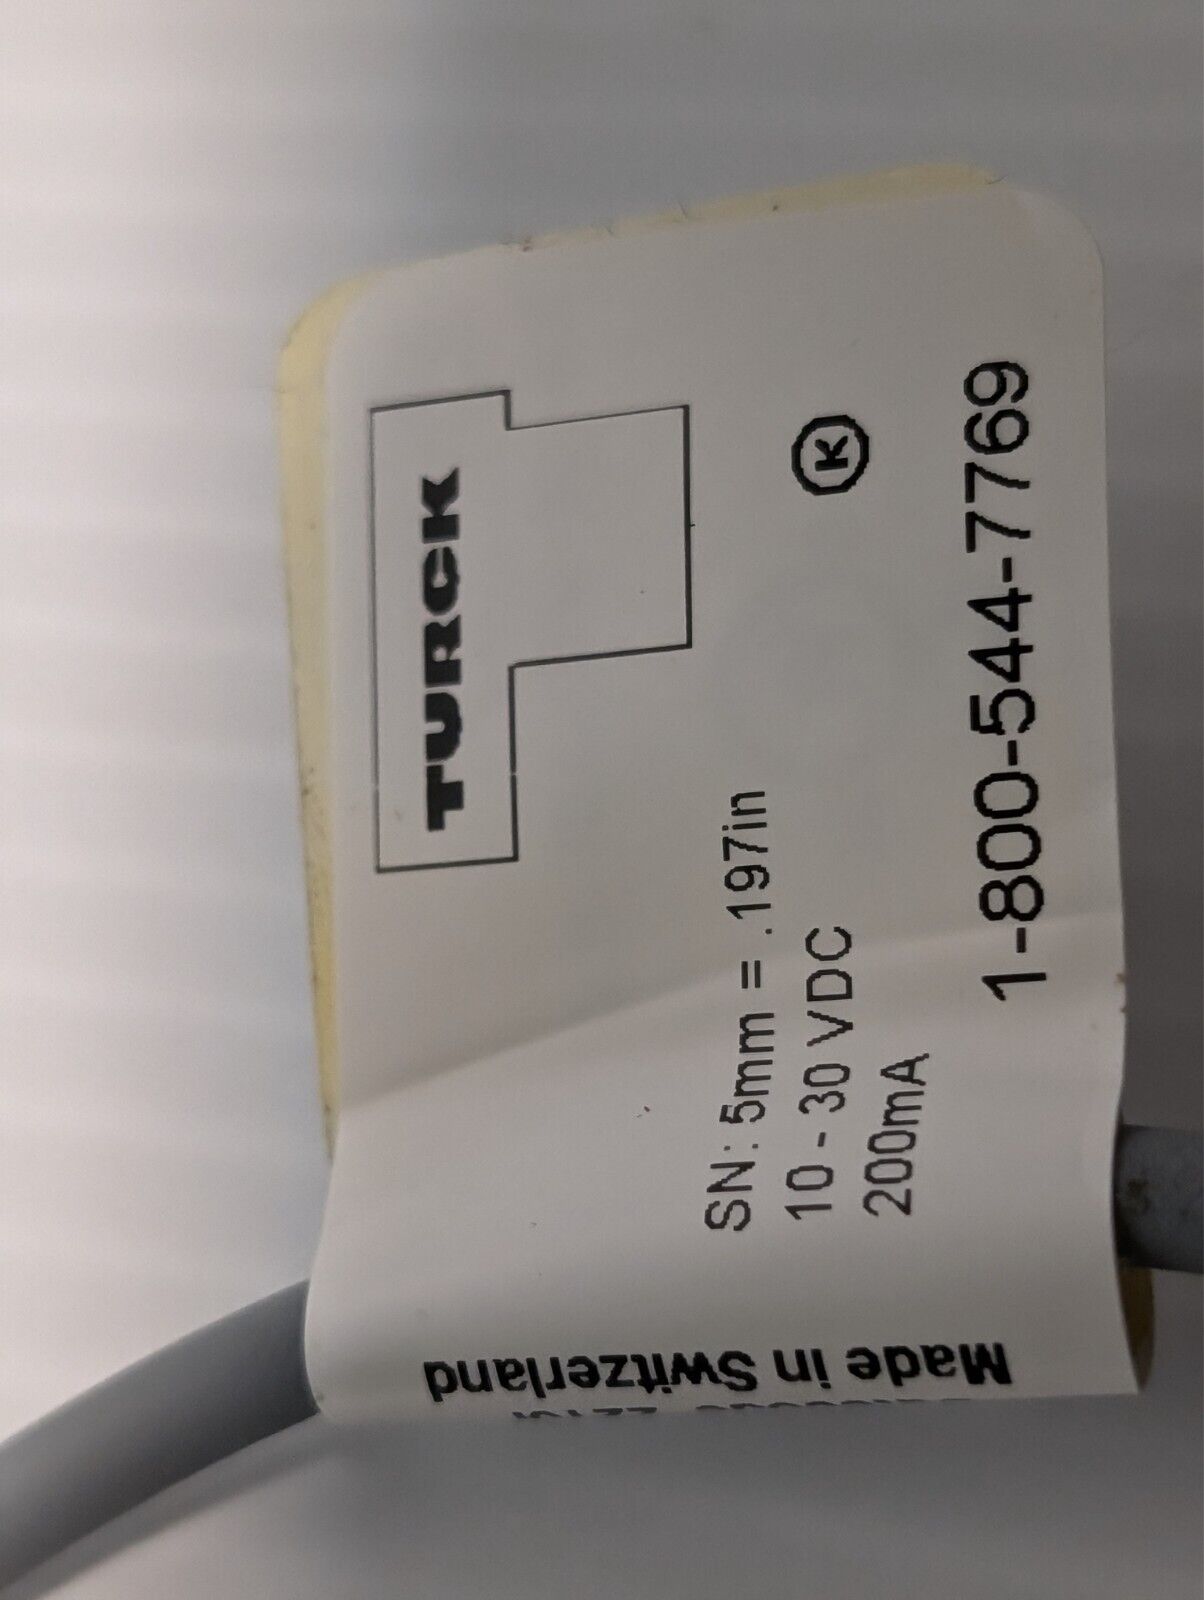 TURCK
SN: 5mm = .197in
10 - 30 VDC
200mA
K
1-800-544-7769
Made in Switzerland